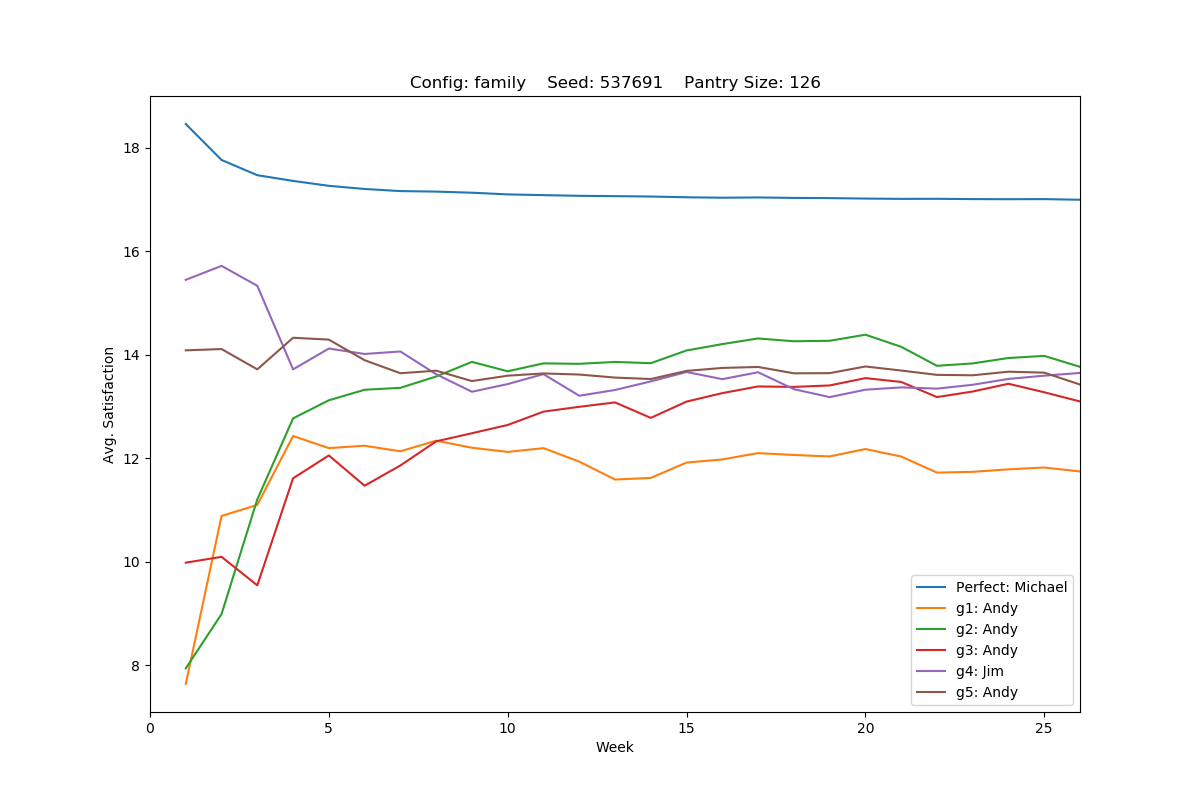 Config: family    Seed: 537691    Pantry Size: 126
Avg. Satisfaction
18
16
14
12
10
8
0 5 10 15 20 25
Week
Perfect: Michael
g1: Andy
g2: Andy
g3: Andy
g4: Jim
g5: Andy